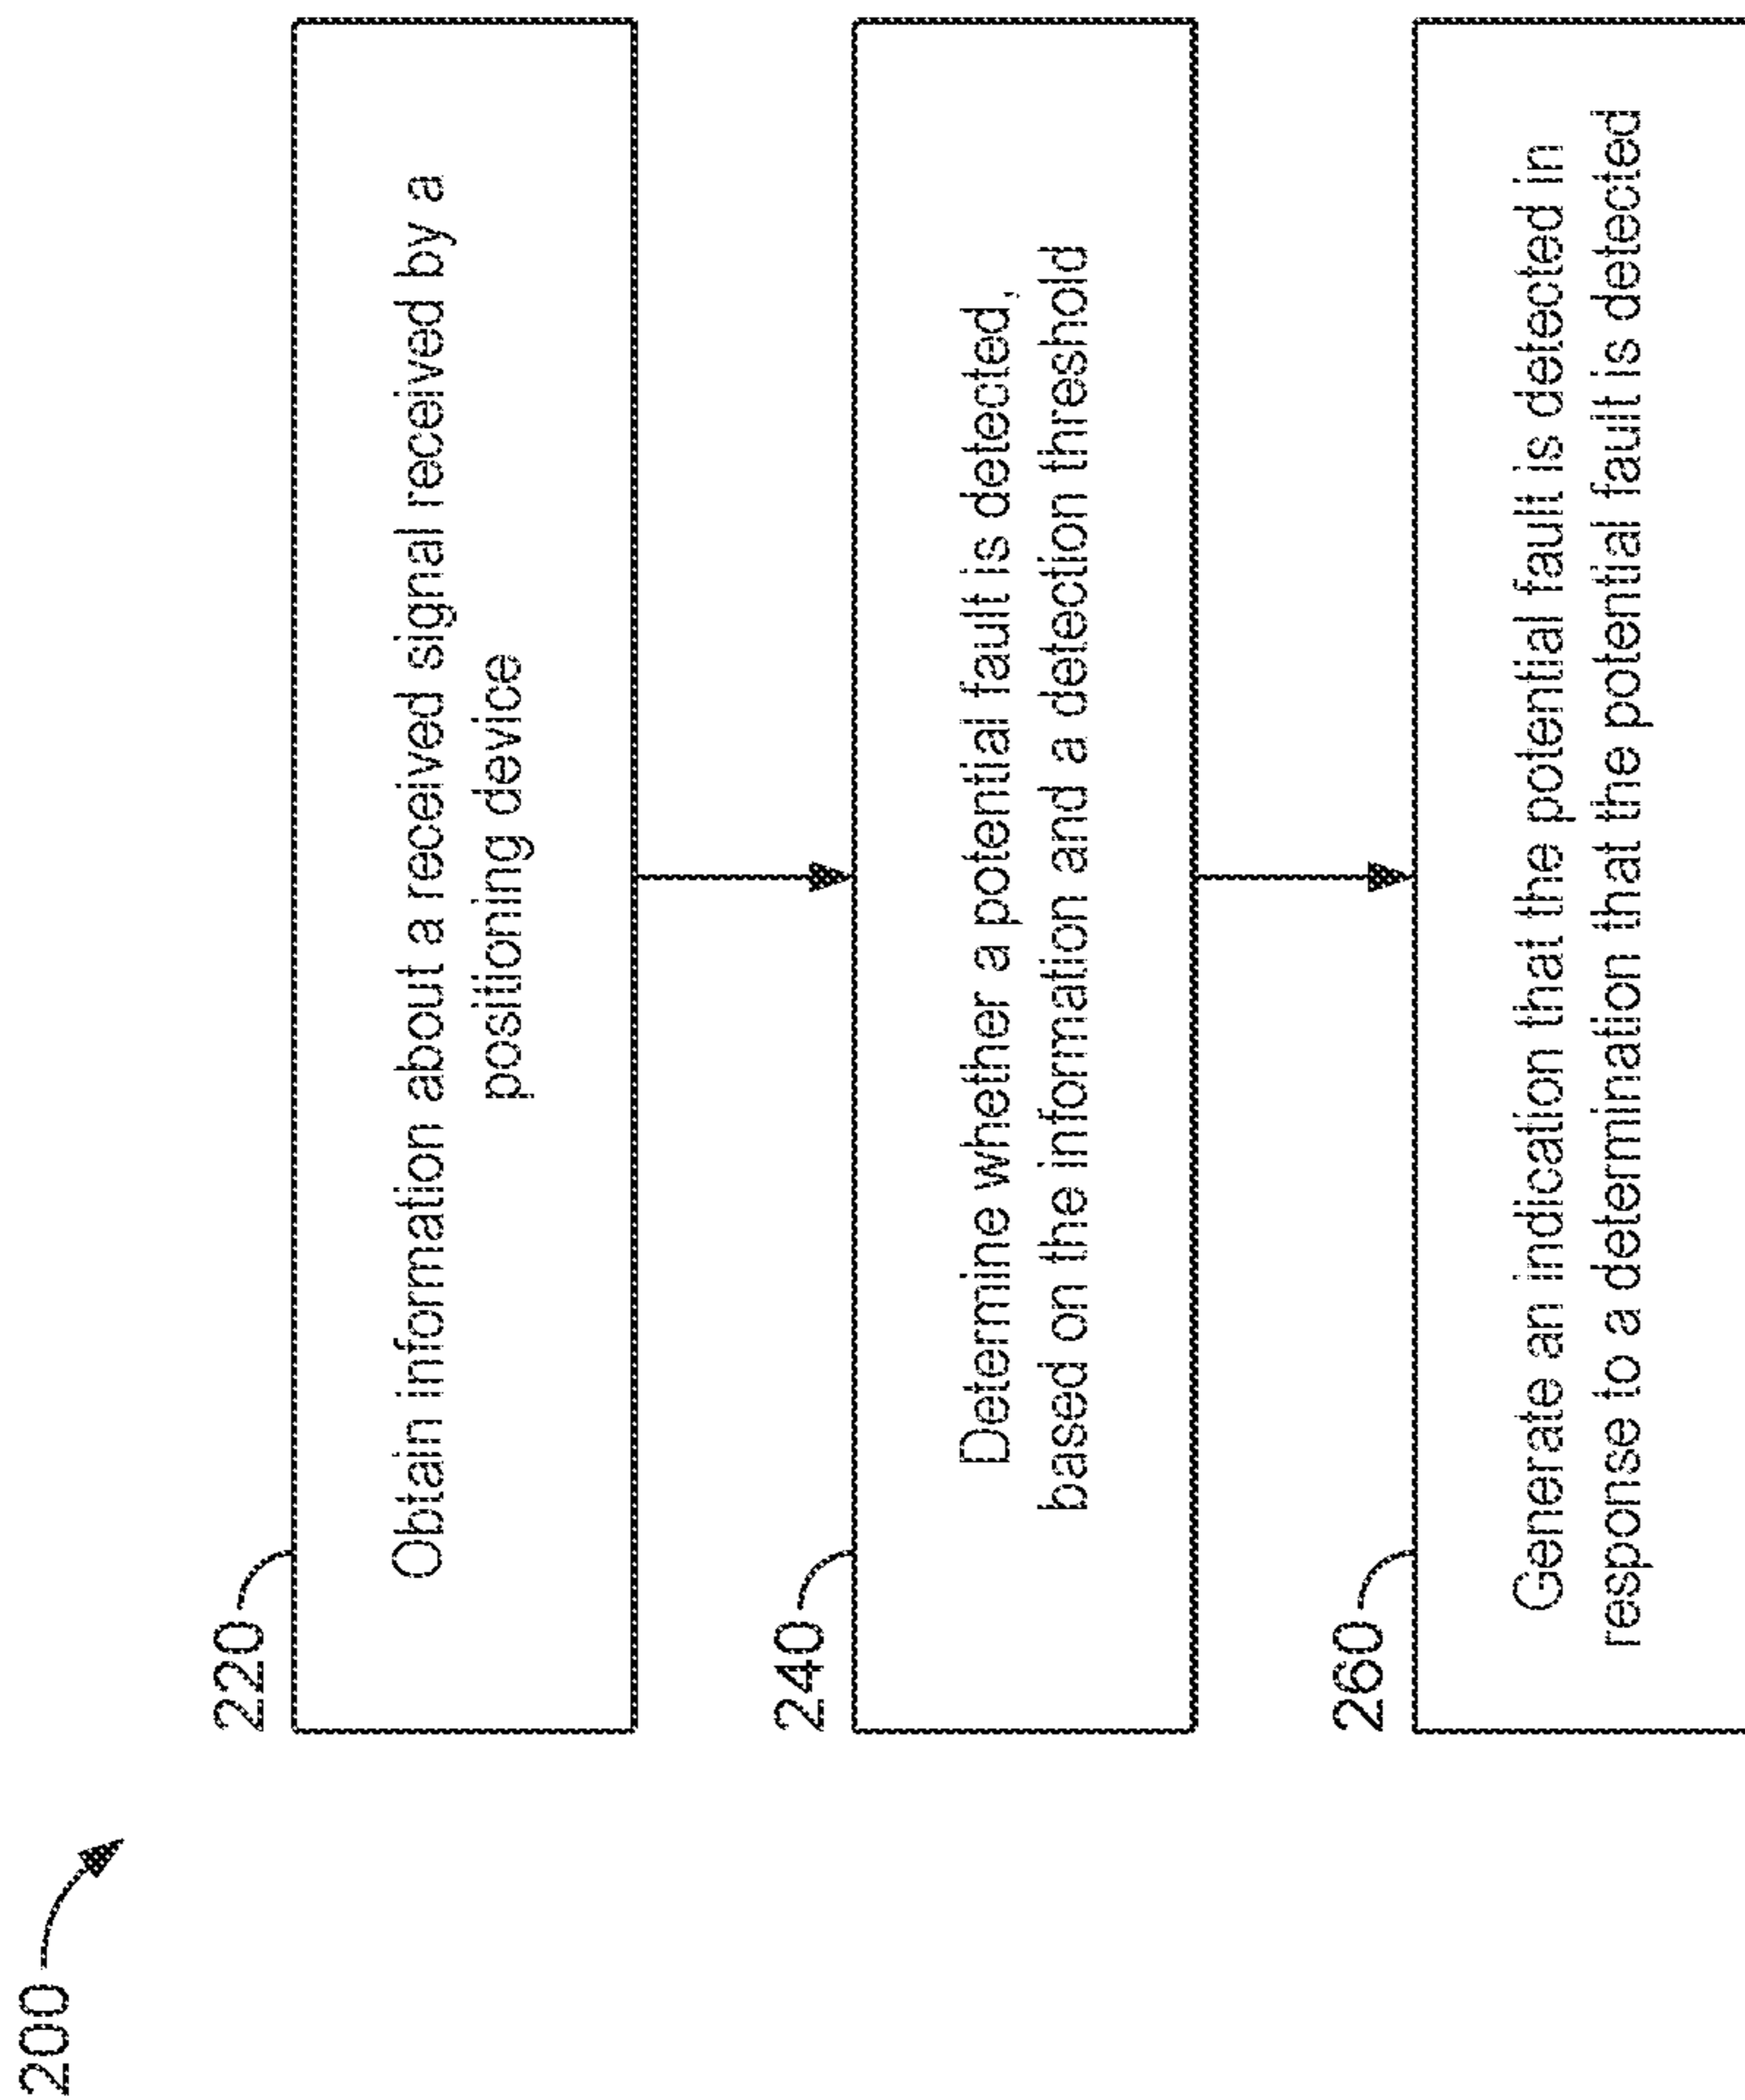 200
220
Obtain information about a received signal received by a
positioning device
240
Determine whether a potential fault is detected,
based on the information and a detection threshold
260
Generate an indication that the potential fault is detected in
response to a determination that the potential fault is detected